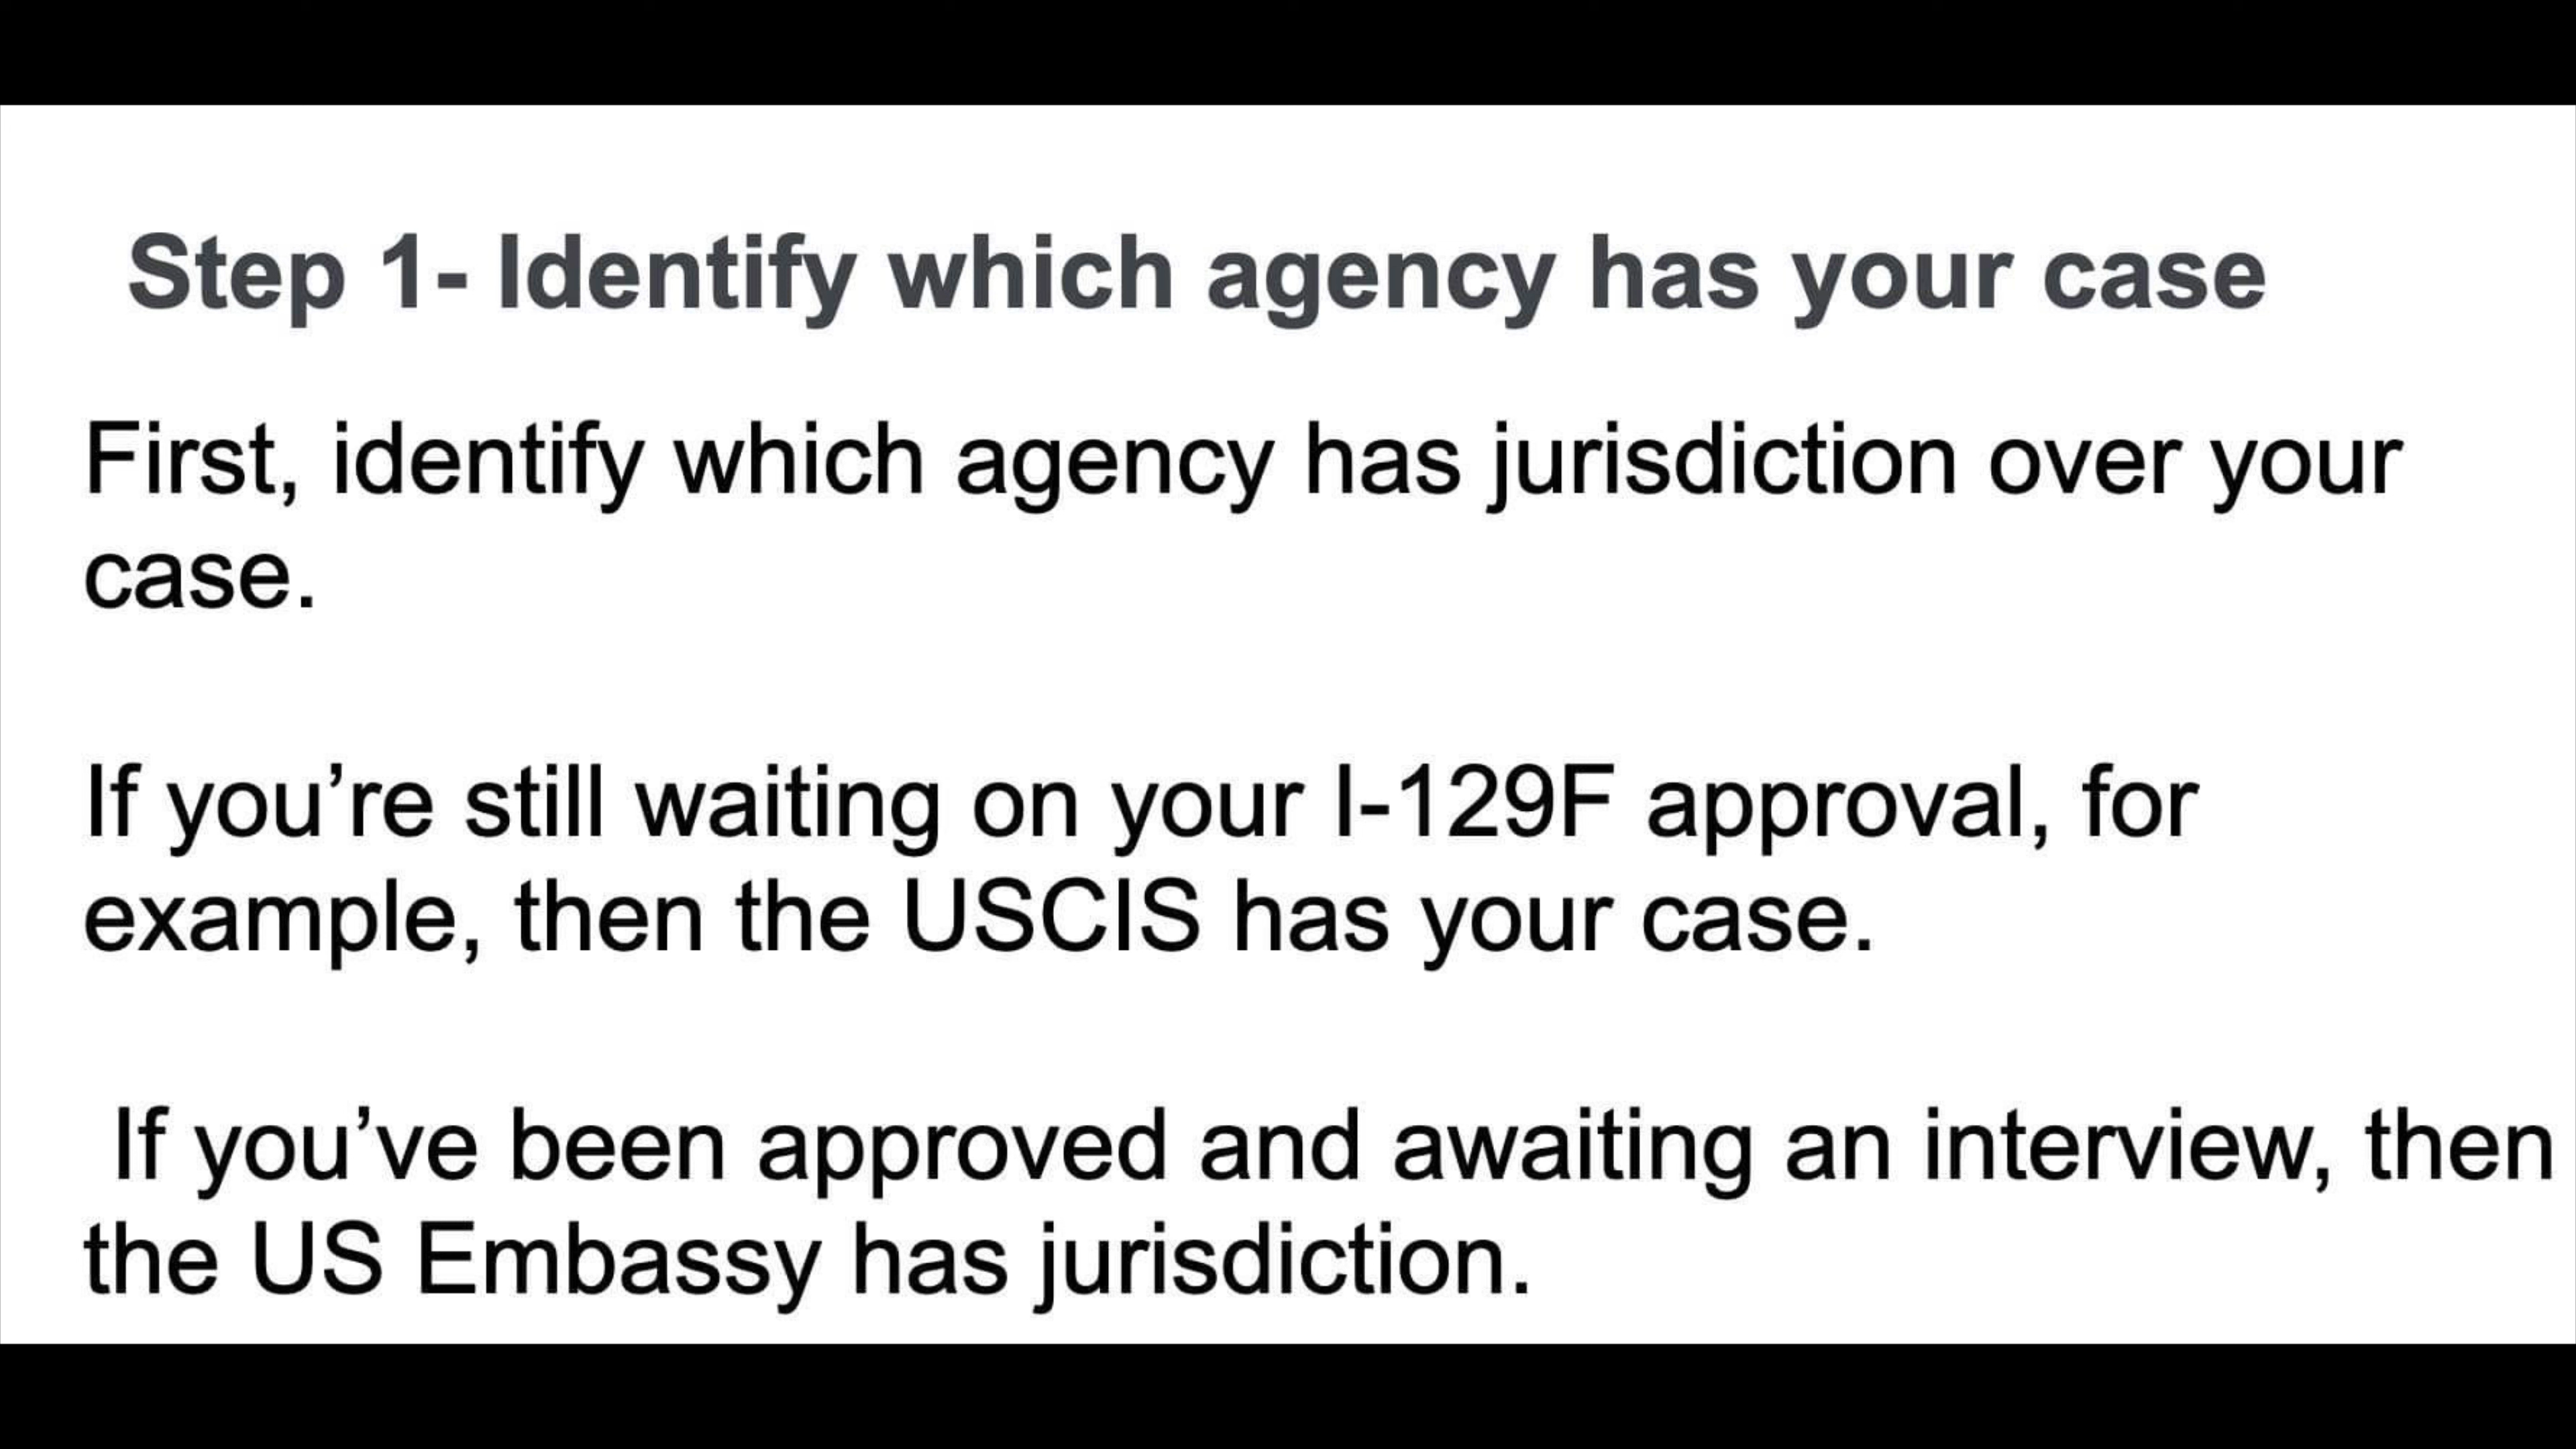 Step 1- Identify which agency has your case
First, identify which agency has jurisdiction over your
case.
If you’re still waiting on your I-129F approval, for
example, then the USCIS has your case.
If you’ve been approved and awaiting an interview, then
the US Embassy has jurisdiction.